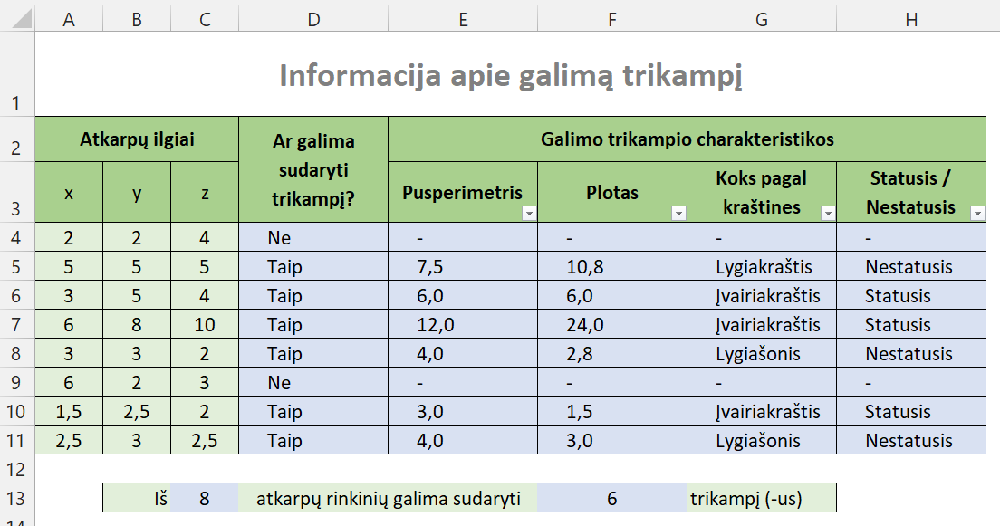 A B C D E F G H
1 Informacija apie galimą trikampį
2 Atkarpų ilgiai Ar galima sudaryti trikampį? Galimo trikampio charakteristikos
3 x y z Pusperimetris Plotas Koks pagal kraštines Statusis / Nestatusis
4 2 2 4 Ne - - - -
5 5 5 5 Taip 7,5 10,8 Lygiakraštis Nestatusis
6 3 5 4 Taip 6,0 6,0 Įvairiakraštis Statusis
7 6 8 10 Taip 12,0 24,0 Įvairiakraštis Statusis
8 3 3 2 Taip 4,0 2,8 Lygiašonis Nestatusis
9 6 2 3 Ne - - - -
10 1,5 2,5 2 Taip 3,0 1,5 Įvairiakraštis Statusis
11 2,5 3 2,5 Taip 4,0 3,0 Lygiašonis Nestatusis
12
13 Iš 8 atkarpų rinkinių galima sudaryti 6 trikampį (-us)
14